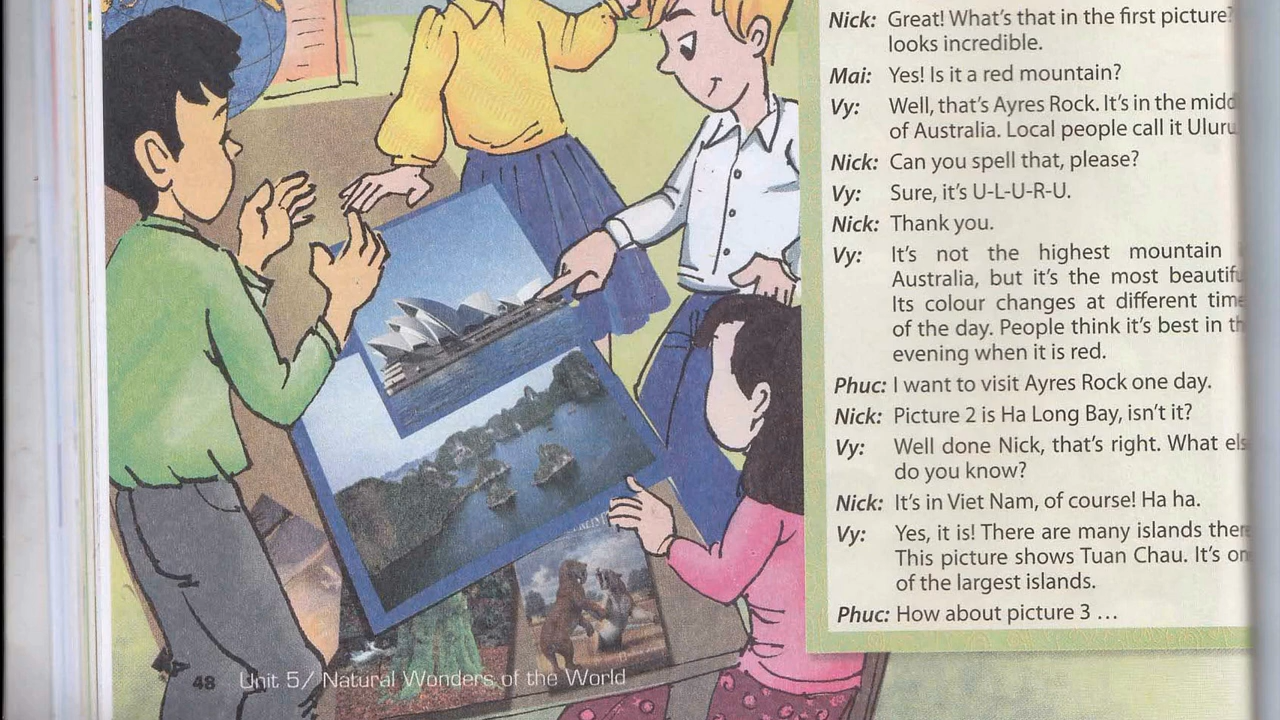 Nick: Great! What's that in the first picture?
looks incredible.
Mai: Yes! Is it a red mountain?
Vy: Well, that's Ayres Rock. It's in the midd
of Australia. Local people call it Uluru
Nick: Can you spell that, please?
Vy: Sure, it's U-L-U-R-U.
Nick: Thank you.
Vy: It's not the highest mountain
Australia, but it's the most beautifu
Its colour changes at different time
of the day. People think it's best in th
evening when it is red.
Phuc: I want to visit Ayres Rock one day.
Nick: Picture 2 is Ha Long Bay, isn't it?
Vy: Well done Nick, that's right. What els
do you know?
Nick: It's in Viet Nam, of course! Ha ha.
Vy: Yes, it is! There are many islands there
This picture shows Tuan Chau. It's on
of the largest islands.
Phuc: How about picture 3 ...
48 Unit 5/ Natural Wonders of the World